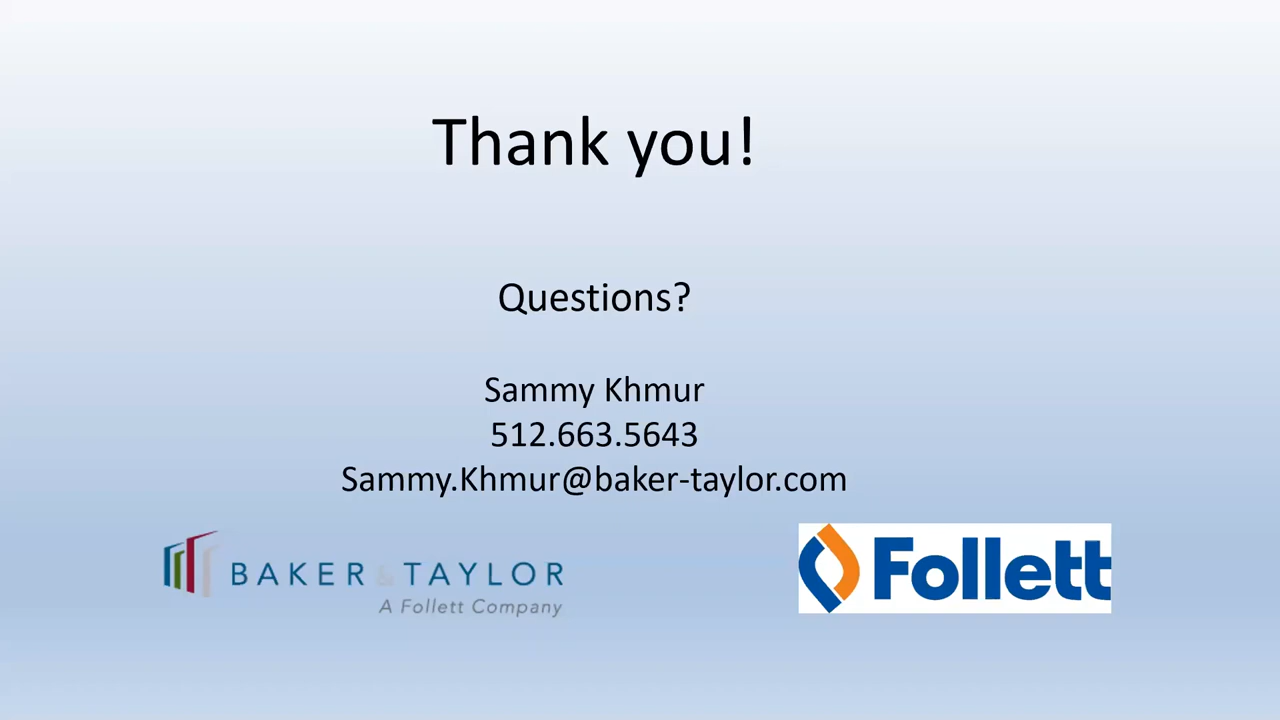 Thank you!
Questions?
Sammy Khmur
512.663.5643
Sammy.Khmur@baker-taylor.com
BAKER & TAYLOR
A Follett Company
Follett